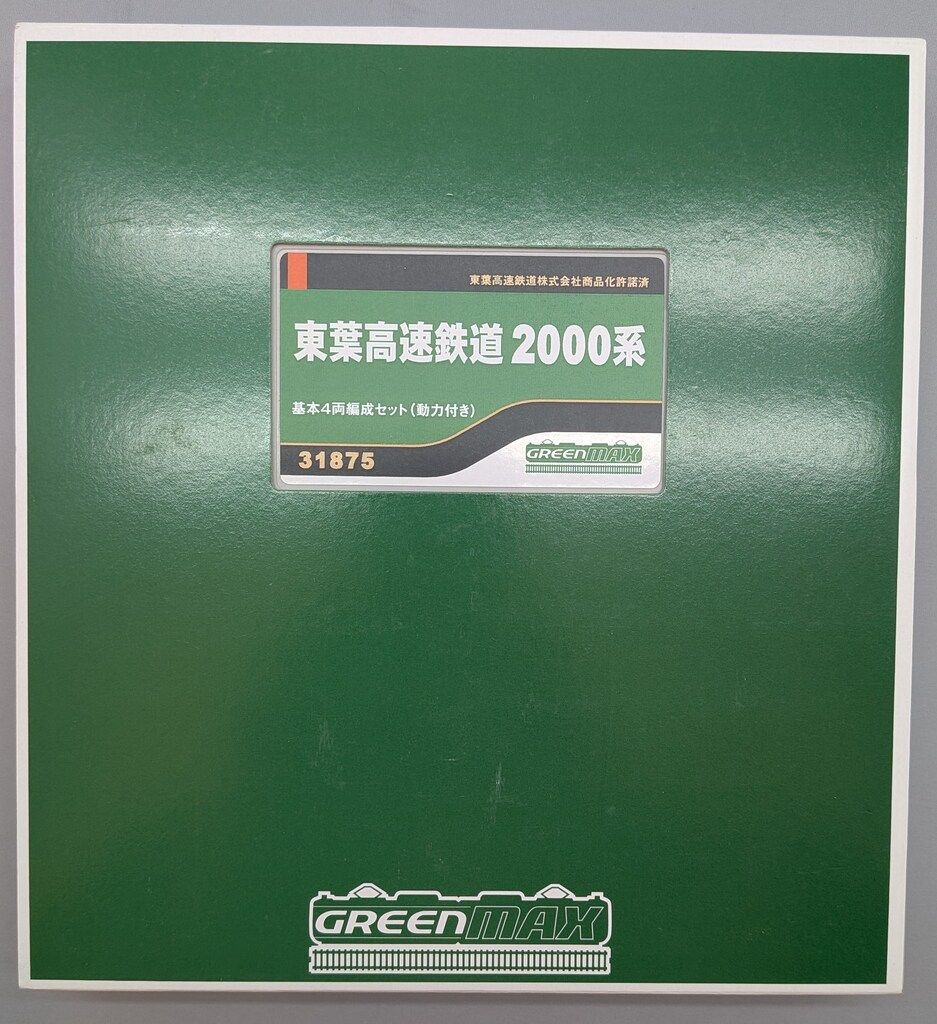 東葉高速鉄道株式会社商品化許諾済
東葉高速鉄道 2000系
基本4両編成セット(動力付き)
31875
GREENMAX
GREENMAX